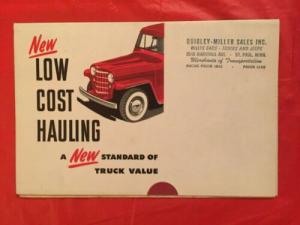 New
LOW
COST
HAULING
A New STANDARD OF
TRUCK VALUE
QUIGLEY-MILLER SALES INC.
WILLYS CARS - TRUCKS AND JEEPS
ST. PAUL, MINN.
Merchants of Transportation
SINCE